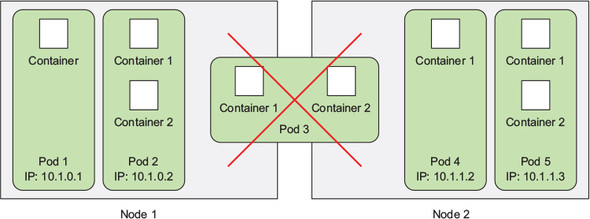 Container
Pod 1
IP: 10.1.0.1
Container 1
Container 2
Pod 2
IP: 10.1.0.2
Node 1
Container 1
Container 2
Pod 3
Container 1
Pod 4
IP: 10.1.1.2
Container 1
Container 2
Pod 5
IP: 10.1.1.3
Node 2